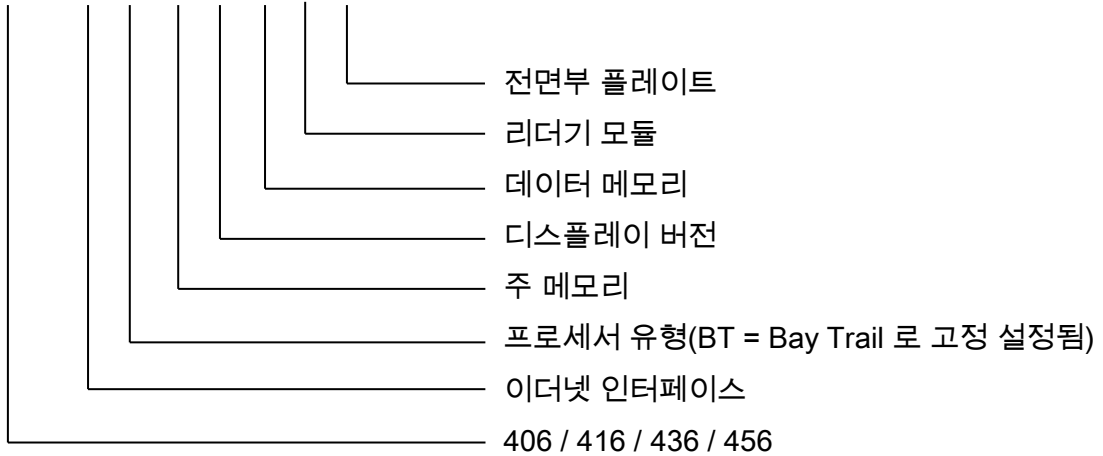 전면부 플레이트
리더기 모듈
데이터 메모리
디스플레이 버전
주 메모리
프로세서 유형(BT = Bay Trail 로 고정 설정됨)
이더넷 인터페이스
406 / 416 / 436 / 456